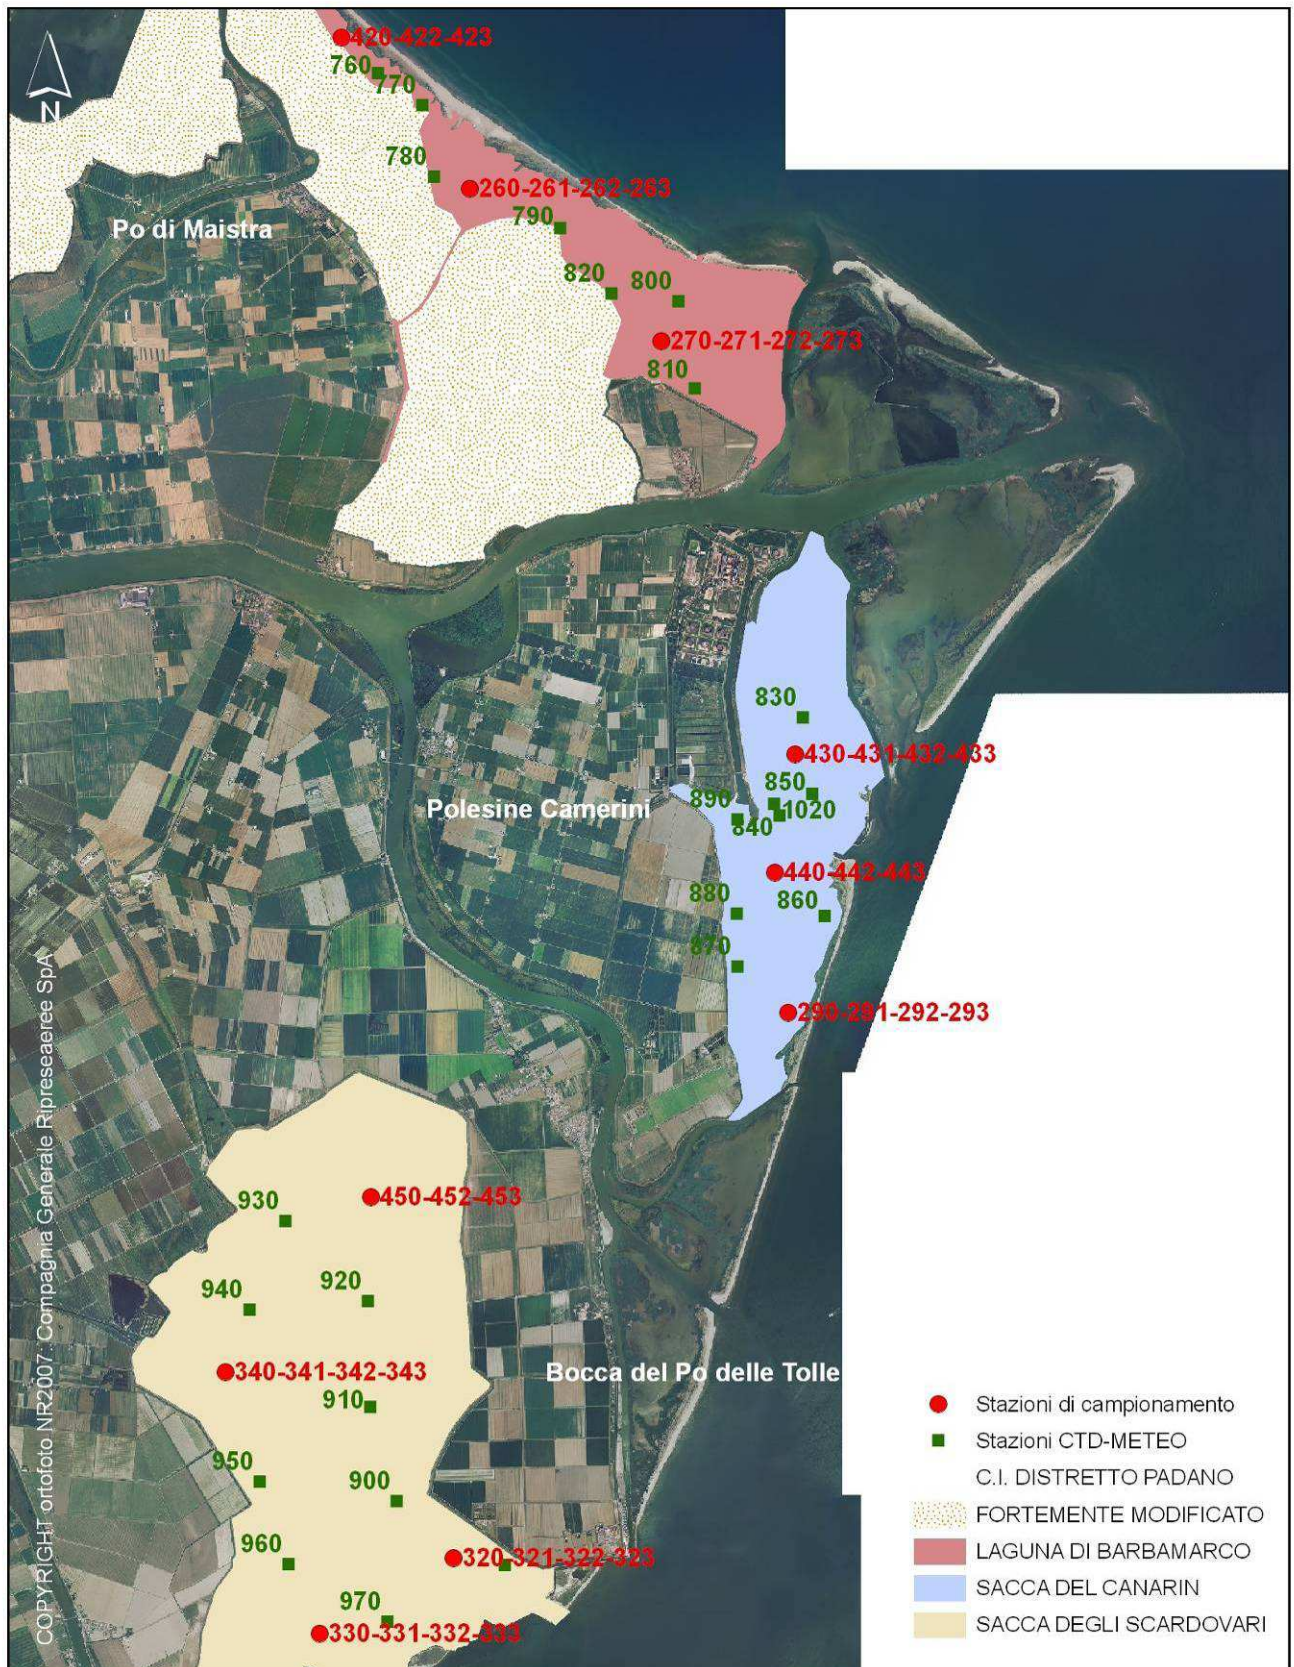 420-422-423
760
770
N
780
260-261-262-263
790
Po di Maistra
820
800
270-271-272-273
810
830
430-431-432-433
850
890
1020
840
Polesine Camerini
440-442-443
880
860
870
290-291-292-293
COPYRIGHT ortofoto NR2007: Compagnia Generale Ripreseaeree SpA
450-452-453
930
920
940
340-341-342-343
Bocca del Po delle Tolle
910
950
900
960
320-321-322-323
970
330-331-332-333
Stazioni di campionamento
Stazioni CTD-METEO
C.I. DISTRETTO PADANO
FORTEMENTE MODIFICATO
LAGUNA DI BARBAMARCO
SACCA DEL CANARIN
SACCA DEGLI SCARDOVARI